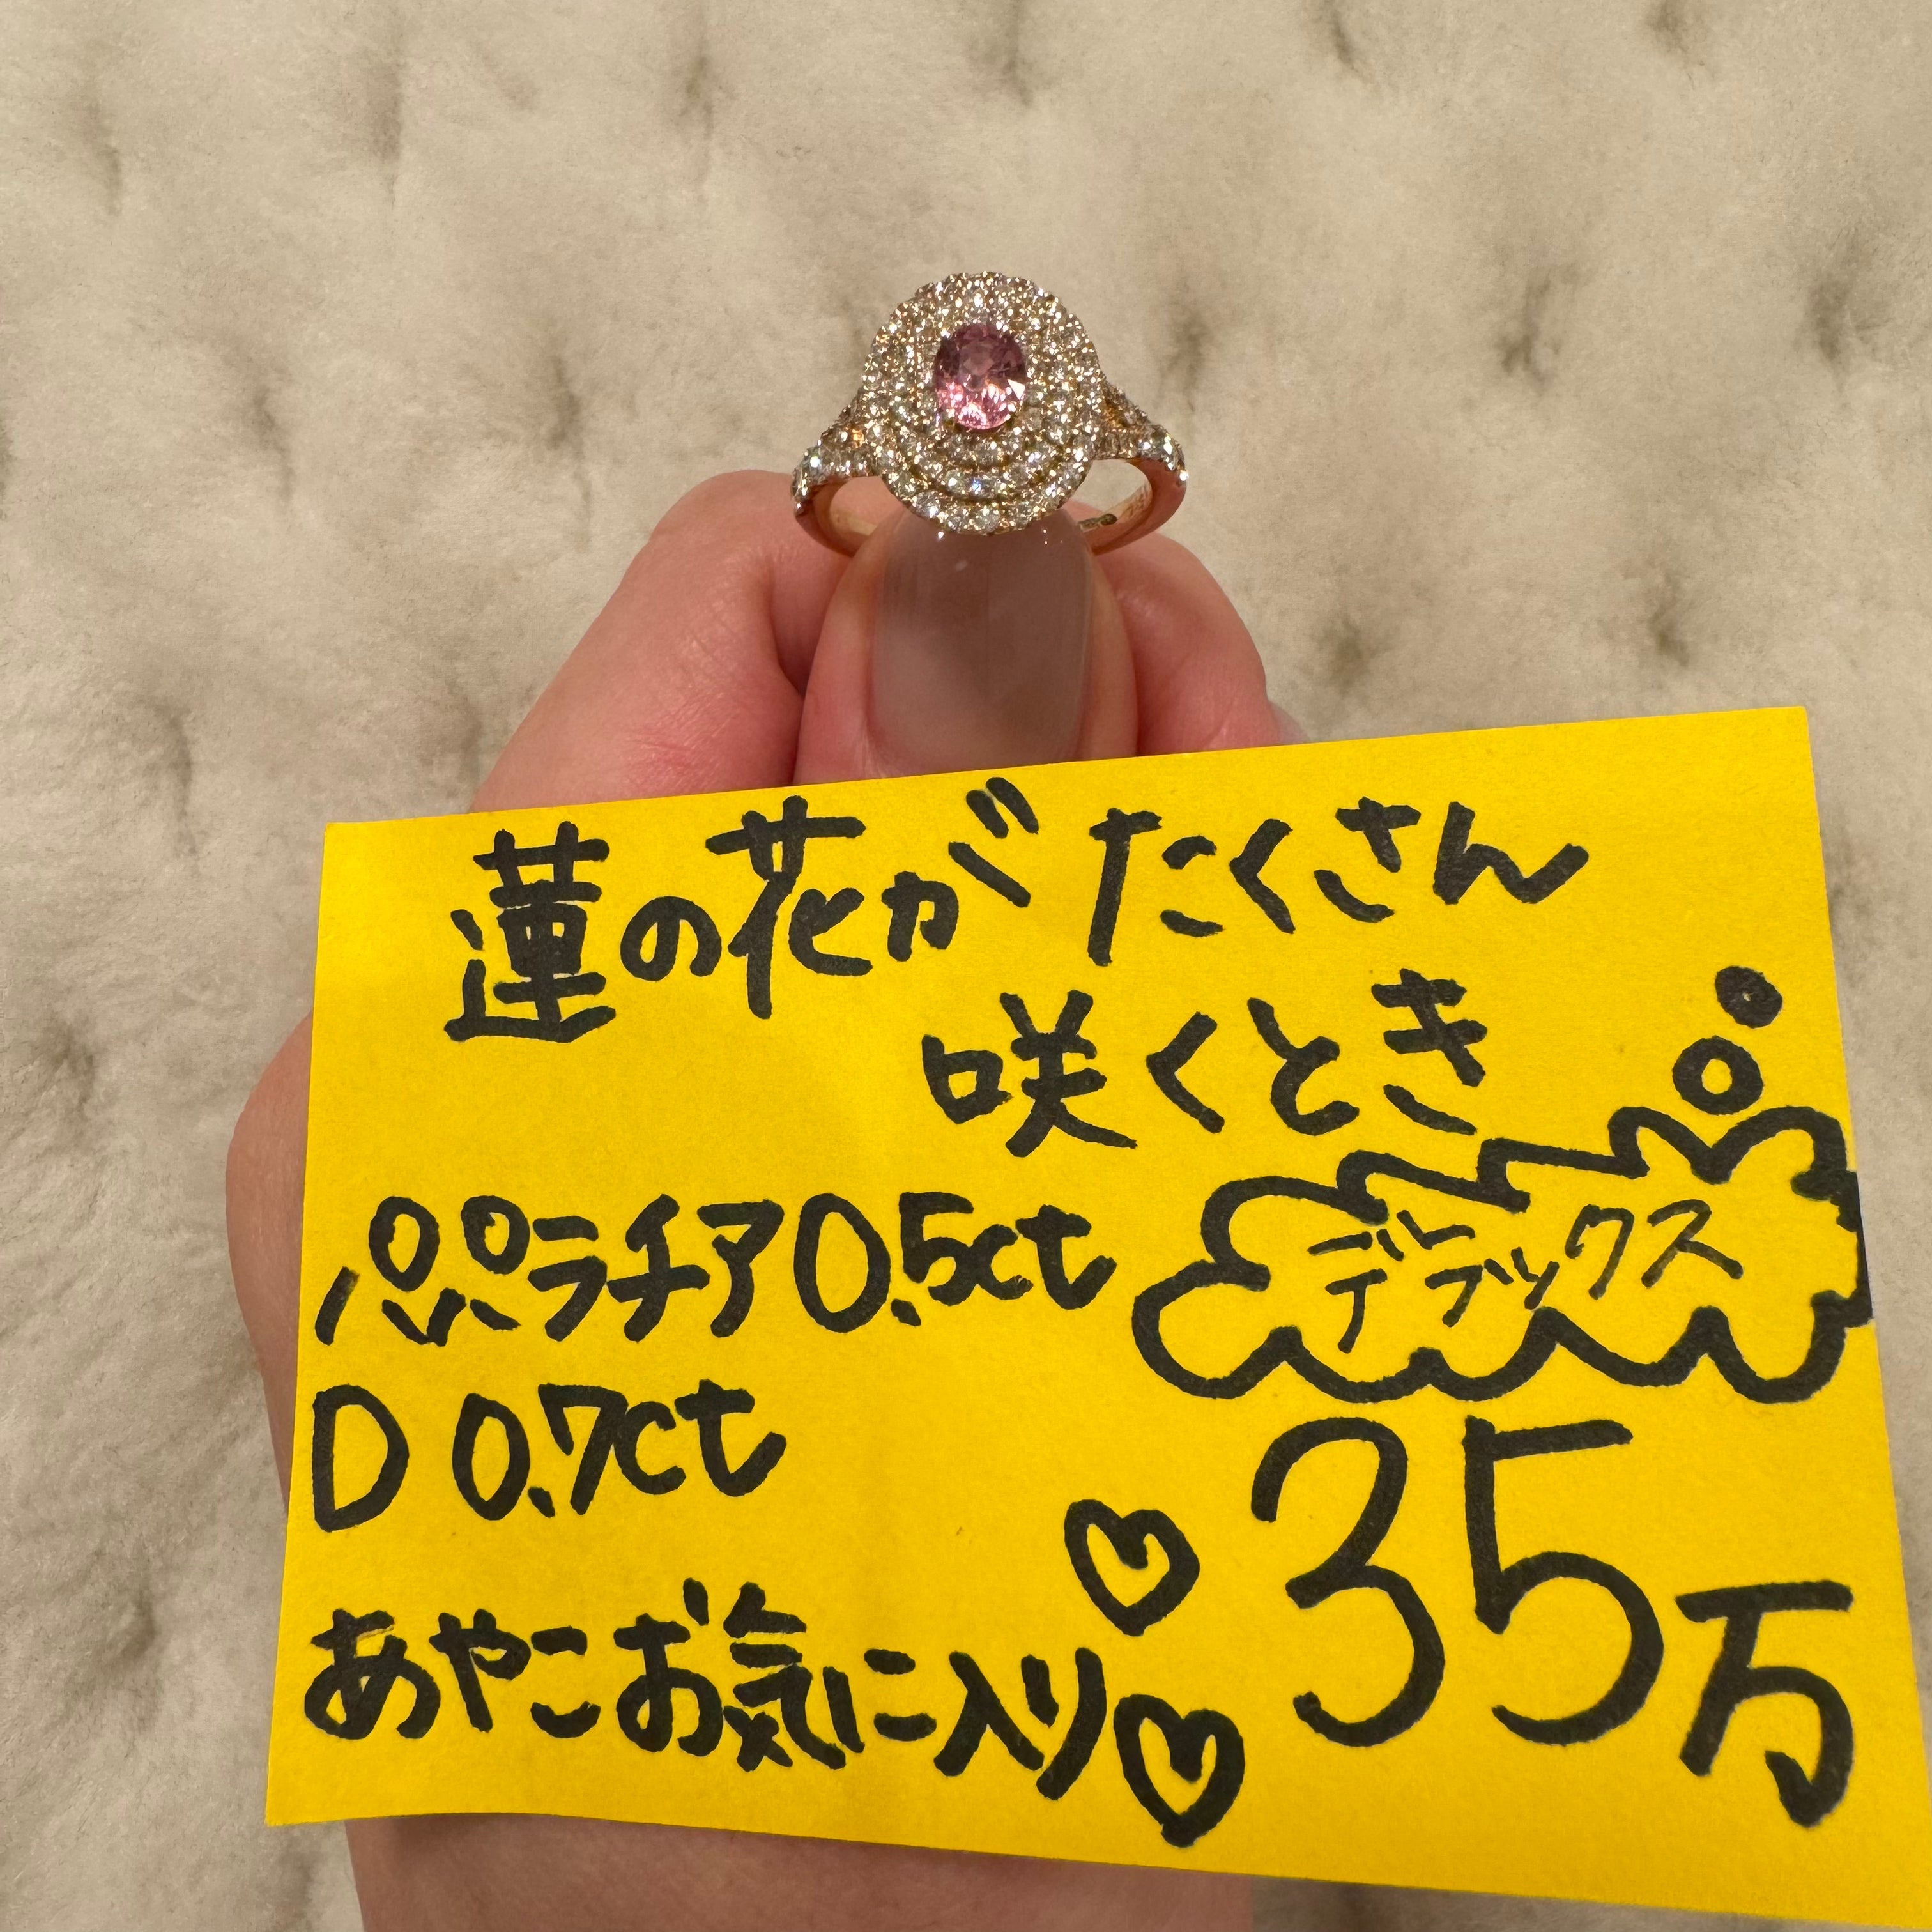 蓮の花がたくさん
咲くとき
パパラチア0.5ct
デラックス
D 0.7ct
35万
あやこお気に入り♡